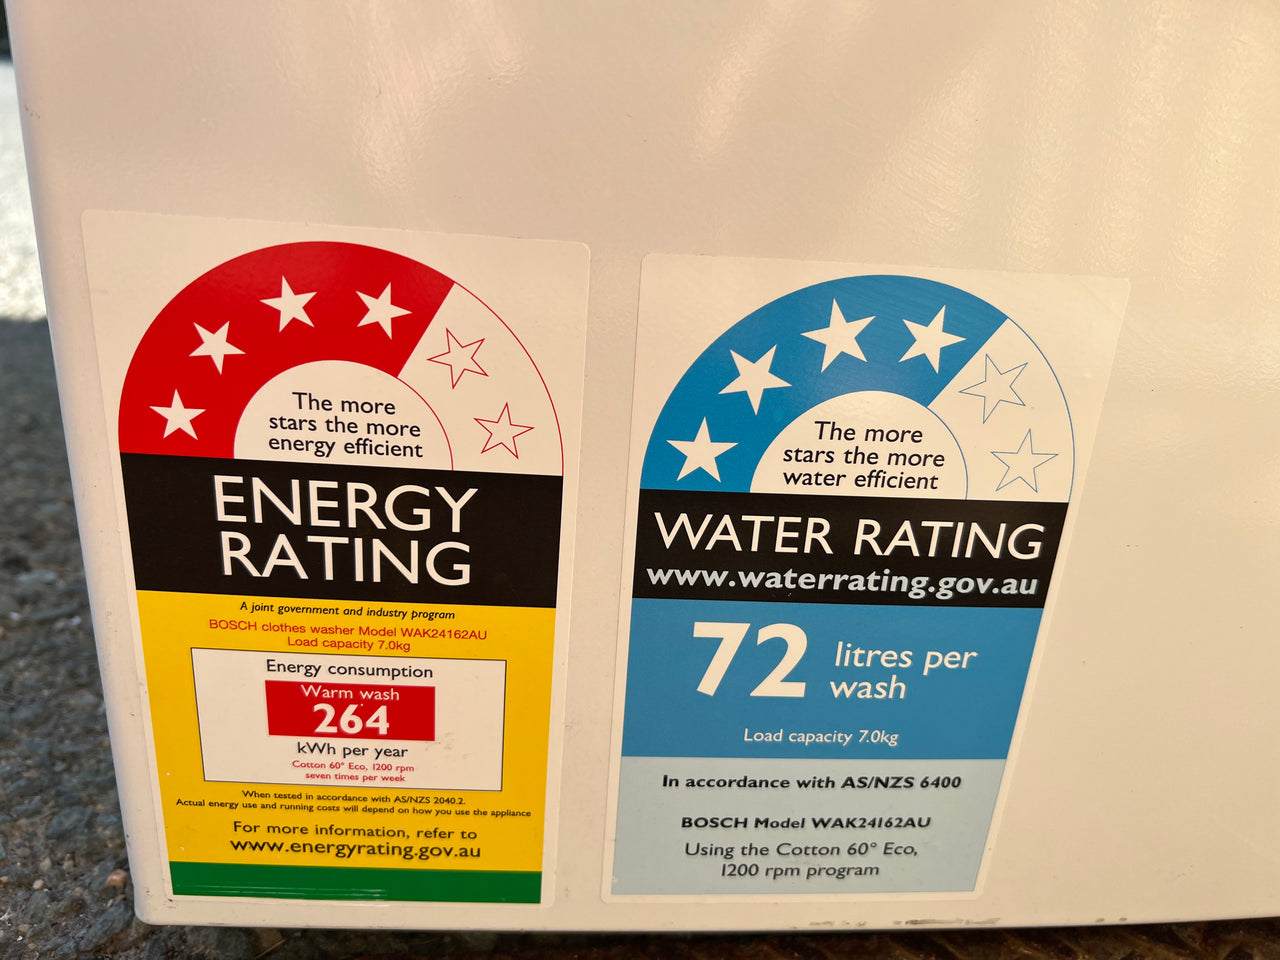 The more
stars the more
energy efficient
ENERGY
RATING
A joint government and industry program
BOSCH clothes washer Model WAK24162AU
Load capacity 7.0kg
Energy consumption
Warm wash
264
kWh per year
Cotton 60° Eco, 1200 rpm
seven times per week
When tested in accordance with AS/NZS 2040.2.
Actual energy use and running costs will depend on how you use the appliance
For more information, refer to
www.energyrating.gov.au
The more
stars the more
water efficient
WATER RATING
www.waterrating.gov.au
72 litres per
wash
Load capacity 7.0kg
In accordance with AS/NZS 6400
BOSCH Model WAK24162AU
Using the Cotton 60° Eco,
1200 rpm program